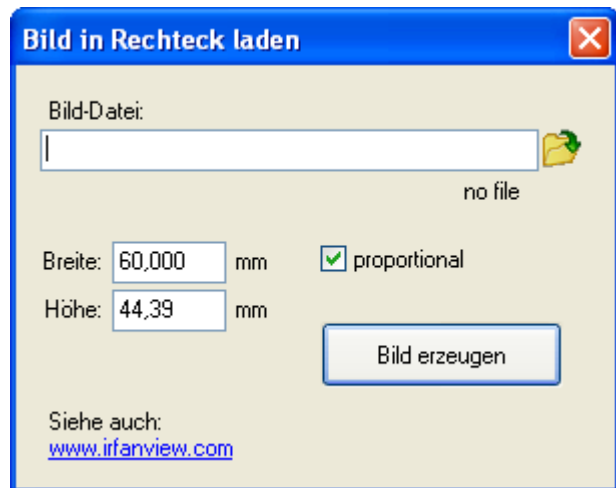 Bild in Rechteck laden
Bild-Datei:
no file
Breite: 60,000 mm proportional
Höhe: 44,39 mm
Bild erzeugen
Siehe auch:
www.irfanview.com